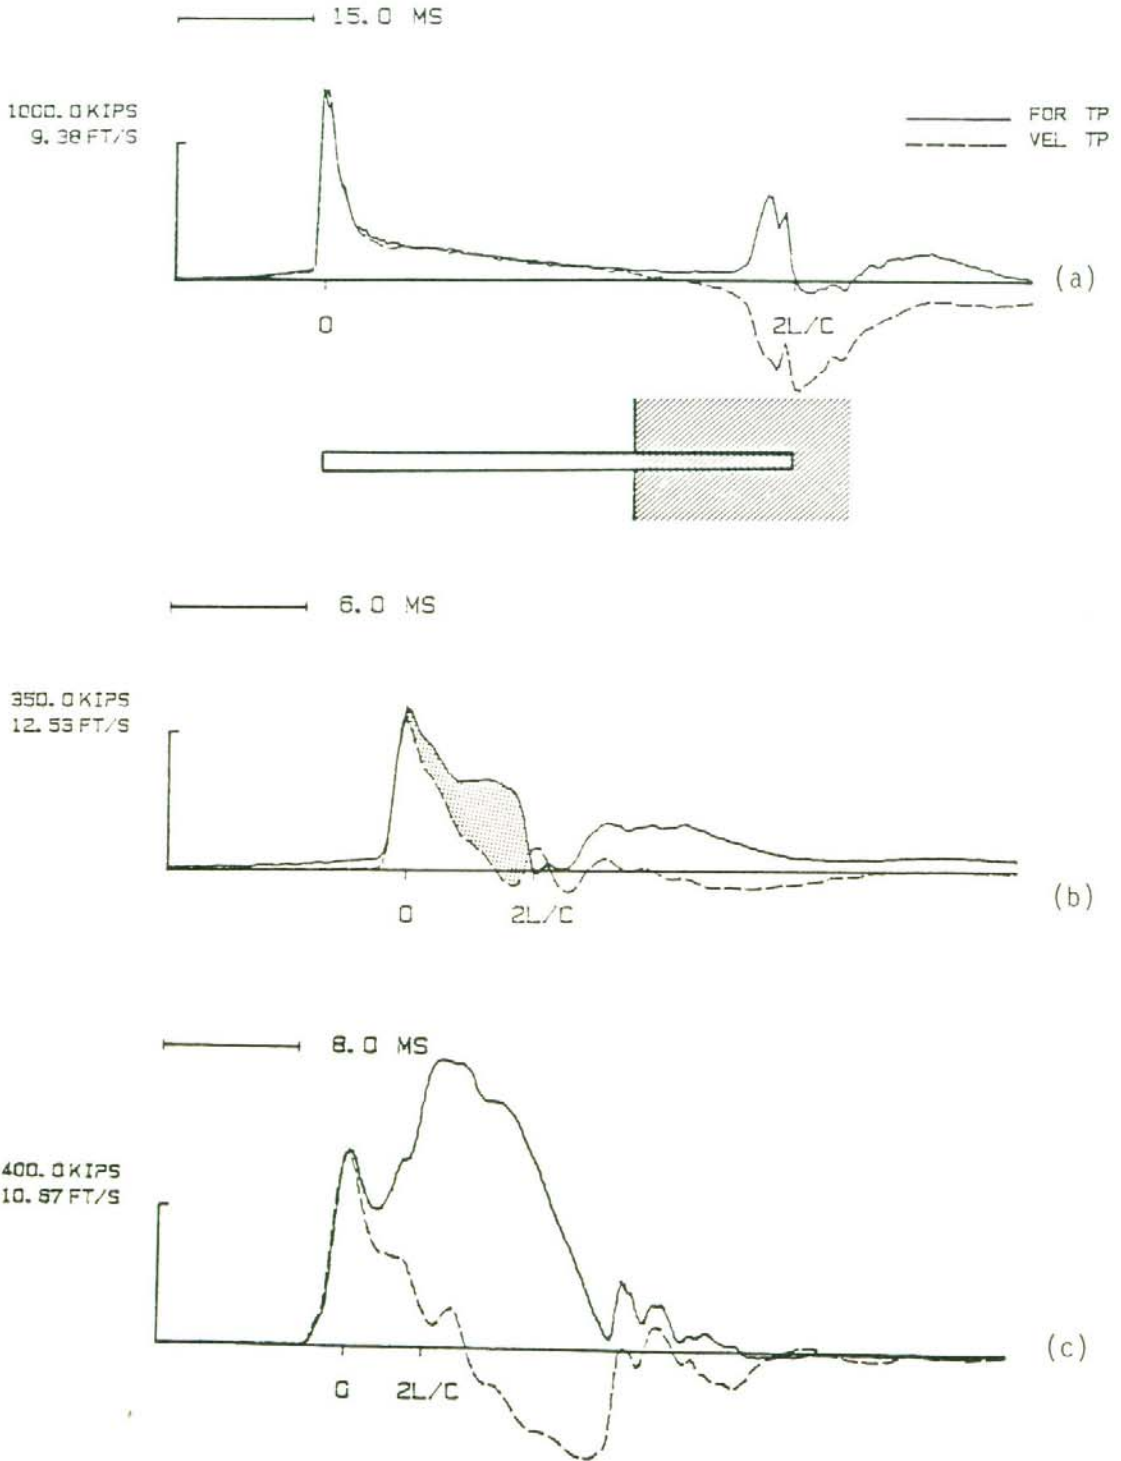 15.0 MS
1000.0 KIPS
9.38 FT/S
FOR TP
VEL TP
(a)
0
2L/C
6.0 MS
350.0 KIPS
12.53 FT/S
(b)
0
2L/C
8.0 MS
400.0 KIPS
10.67 FT/S
(c)
0
2L/C